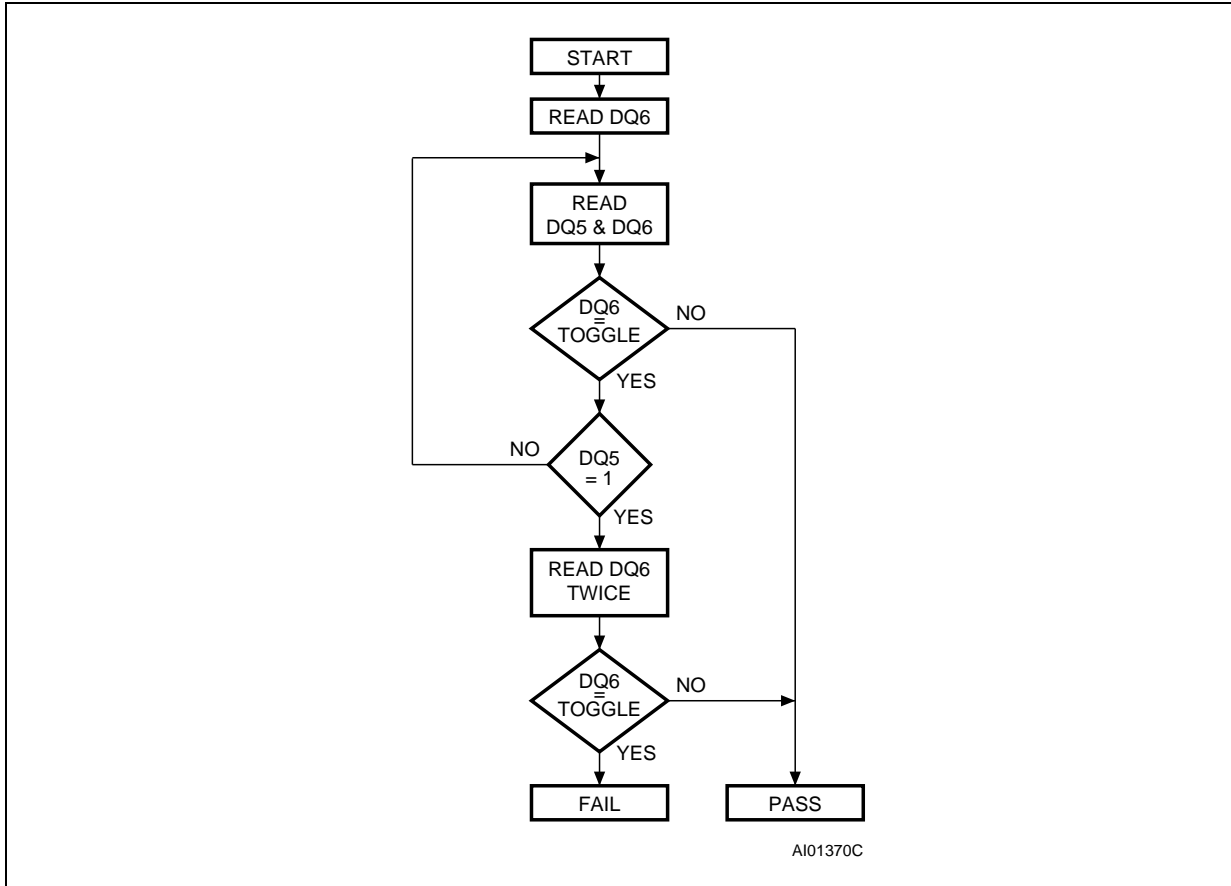 START
READ DQ6
READ
DQ5 & DQ6
DQ6
=
TOGGLE
NO
YES
NO
DQ5
= 1
YES
READ DQ6
TWICE
DQ6
=
TOGGLE
NO
YES
FAIL
PASS
AI01370C